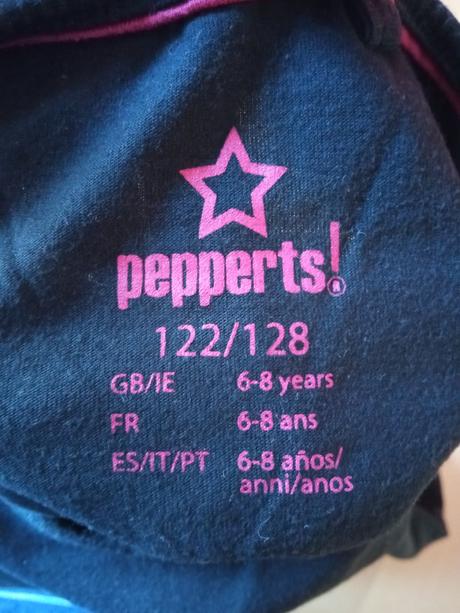 pepperts!®
122/128
GB/IE 6-8 years
FR 6-8 ans
ES/IT/PT 6-8 años/
anni/anos